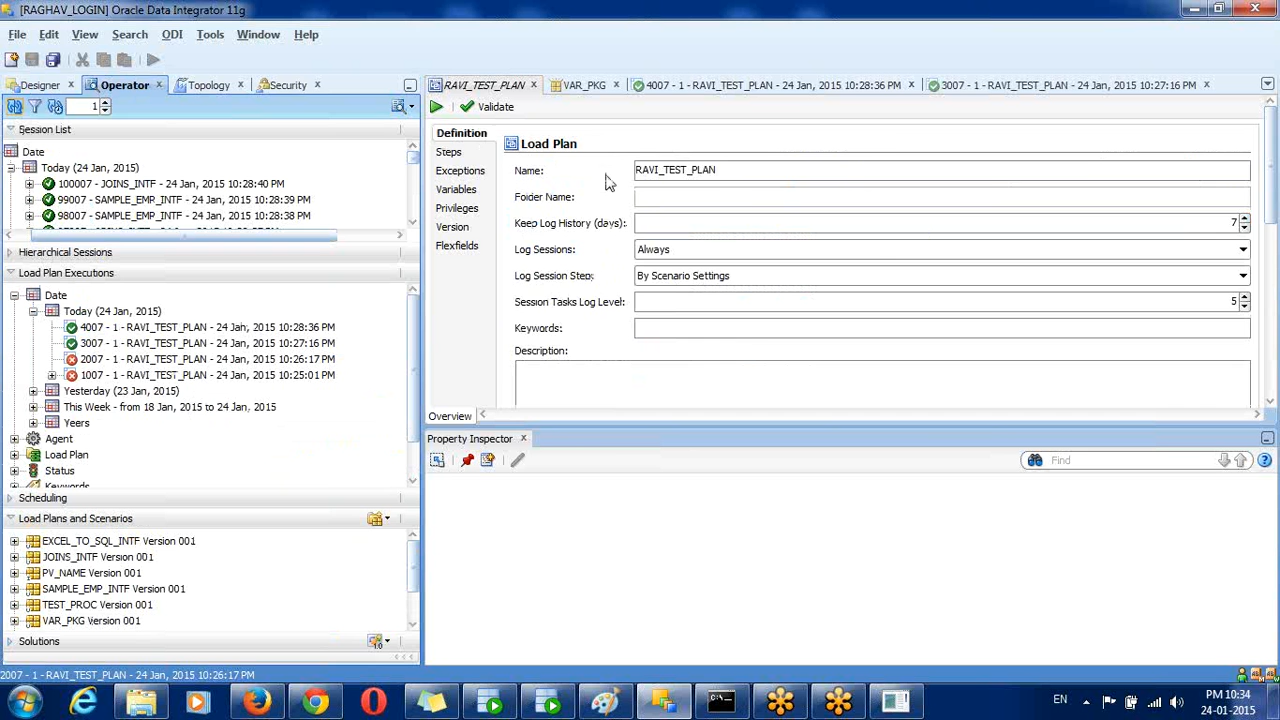 [RAGHAV_LOGIN] Oracle Data Integrator 11g
File Edit View Search ODI Tools Window Help
Designer Operator Topology Security
1
Session List
Date
Today (24 Jan, 2015)
100007 - JOINS_INTF - 24 Jan, 2015 10:28:40 PM
99007 - SAMPLE_EMP_INTF - 24 Jan, 2015 10:28:39 PM
98007 - SAMPLE_EMP_INTF - 24 Jan, 2015 10:28:38 PM
Hierarchical Sessions
Load Plan Executions
Date
Today (24 Jan, 2015)
4007 - 1 - RAVI_TEST_PLAN - 24 Jan, 2015 10:28:36 PM
3007 - 1 - RAVI_TEST_PLAN - 24 Jan, 2015 10:27:16 PM
2007 - 1 - RAVI_TEST_PLAN - 24 Jan, 2015 10:26:17 PM
1007 - 1 - RAVI_TEST_PLAN - 24 Jan, 2015 10:25:01 PM
Yesterday (23 Jan, 2015)
This Week - from 18 Jan, 2015 to 24 Jan, 2015
Yeers
Agent
Load Plan
Status
Keywords
Scheduling
Load Plans and Scenarios
EXCEL_TO_SQL_INTF Version 001
JOINS_INTF Version 001
PV_NAME Version 001
SAMPLE_EMP_INTF Version 001
TEST_PROC Version 001
VAR_PKG Version 001
Solutions
2007 - 1 - RAVI_TEST_PLAN - 24 Jan, 2015 10:26:17 PM
RAVI_TEST_PLAN VAR_PKG 4007 - 1 - RAVI_TEST_PLAN - 24 Jan, 2015 10:28:36 PM 3007 - 1 - RAVI_TEST_PLAN - 24 Jan, 2015 10:27:16 PM
Validate
Definition
Steps
Exceptions
Variables
Privileges
Version
Flexfields
Load Plan
Name: RAVI_TEST_PLAN
Folder Name:
Keep Log History (days): 7
Log Sessions: Always
Log Session Step: By Scenario Settings
Session Tasks Log Level: 5
Keywords:
Description:
Overview
Property Inspector
Find
EN
PM 10:34
24-01-2015